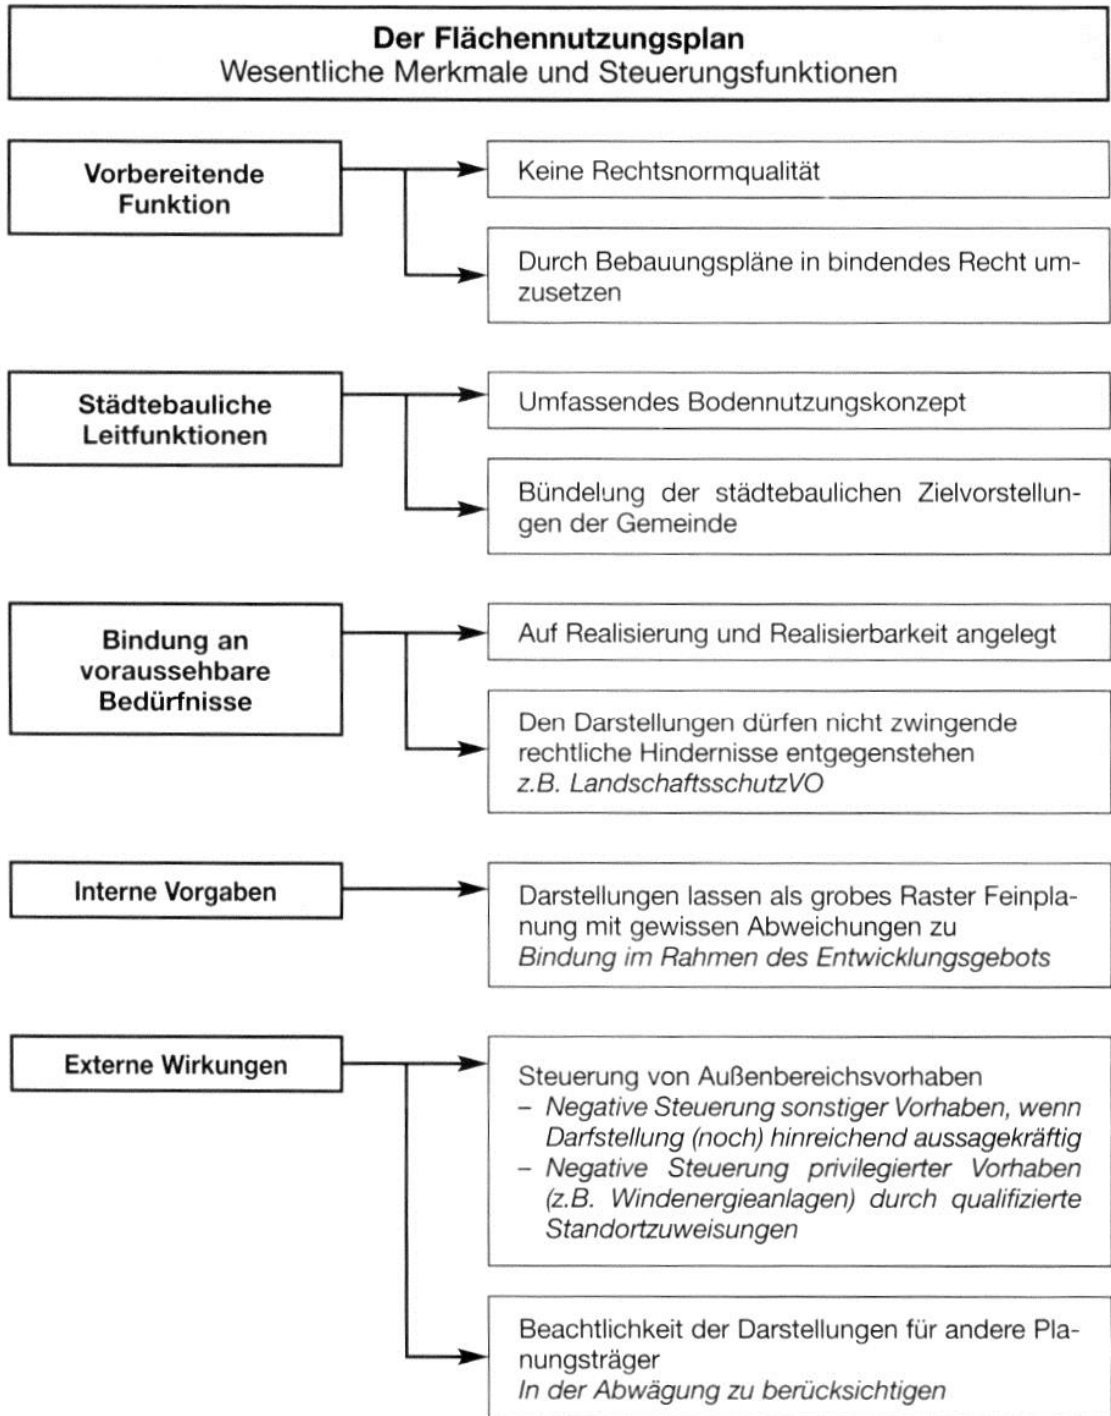 Der Flächennutzungsplan
Wesentliche Merkmale und Steuerungsfunktionen
Vorbereitende
Funktion
Keine Rechtsnormqualität
Durch Bebauungspläne in bindendes Recht um-
zusetzen
Städtebauliche
Leitfunktionen
Umfassendes Bodennutzungskonzept
Bündelung der städtebaulichen Zielvorstellun-
gen der Gemeinde
Bindung an
voraussehbare
Bedürfnisse
Auf Realisierung und Realisierbarkeit angelegt
Den Darstellungen dürfen nicht zwingende
rechtliche Hindernisse entgegenstehen
z.B. LandschaftsschutzVO
Interne Vorgaben
Darstellungen lassen als grobes Raster Feinpla-
nung mit gewissen Abweichungen zu
Bindung im Rahmen des Entwicklungsgebots
Externe Wirkungen
Steuerung von Außenbereichsvorhaben
– Negative Steuerung sonstiger Vorhaben, wenn
Darfstellung (noch) hinreichend aussagekräftig
– Negative Steuerung privilegierter Vorhaben
(z.B. Windenergieanlagen) durch qualifizierte
Standortzuweisungen
Beachtlichkeit der Darstellungen für andere Pla-
nungsträger
In der Abwägung zu berücksichtigen